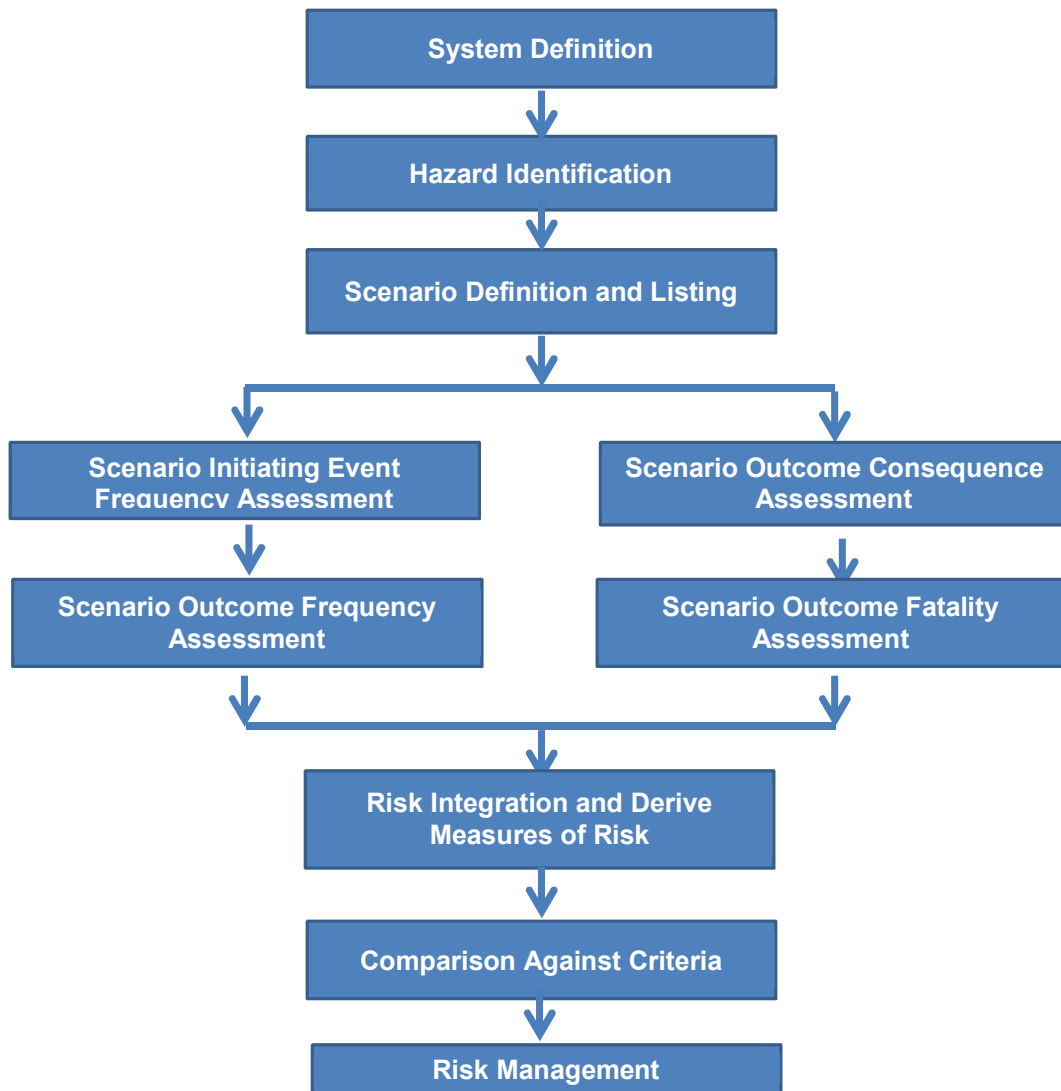 System Definition
Hazard Identification
Scenario Definition and Listing
Scenario Initiating Event
Frequency Assessment
Scenario Outcome Consequence
Assessment
Scenario Outcome Frequency
Assessment
Scenario Outcome Fatality
Assessment
Risk Integration and Derive
Measures of Risk
Comparison Against Criteria
Risk Management